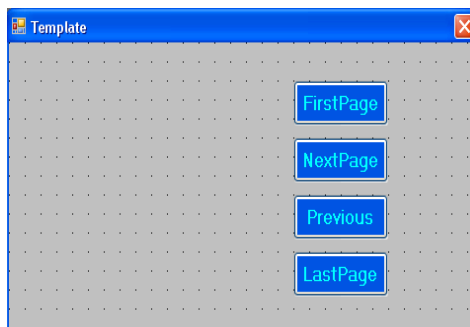 Template
FirstPage
NextPage
Previous
LastPage